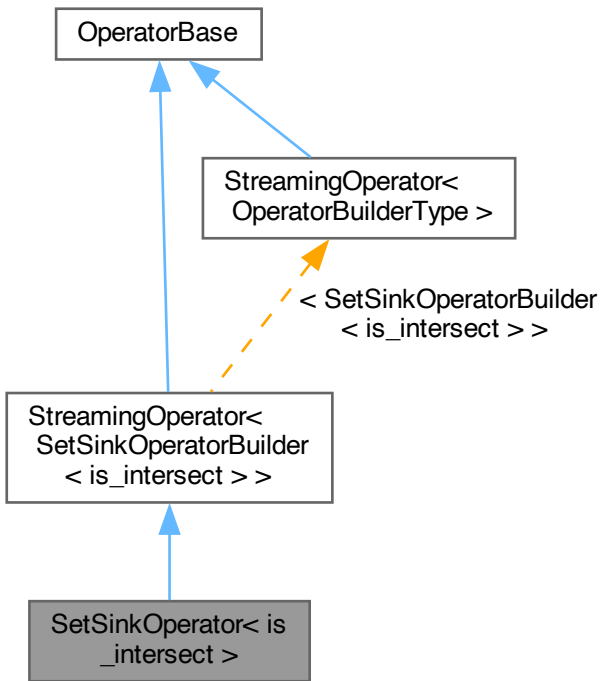 OperatorBase
StreamingOperator<
OperatorBuilderType >
< SetSinkOperatorBuilder
< is_intersect > >
StreamingOperator<
SetSinkOperatorBuilder
< is_intersect > >
SetSinkOperator< is
_intersect >